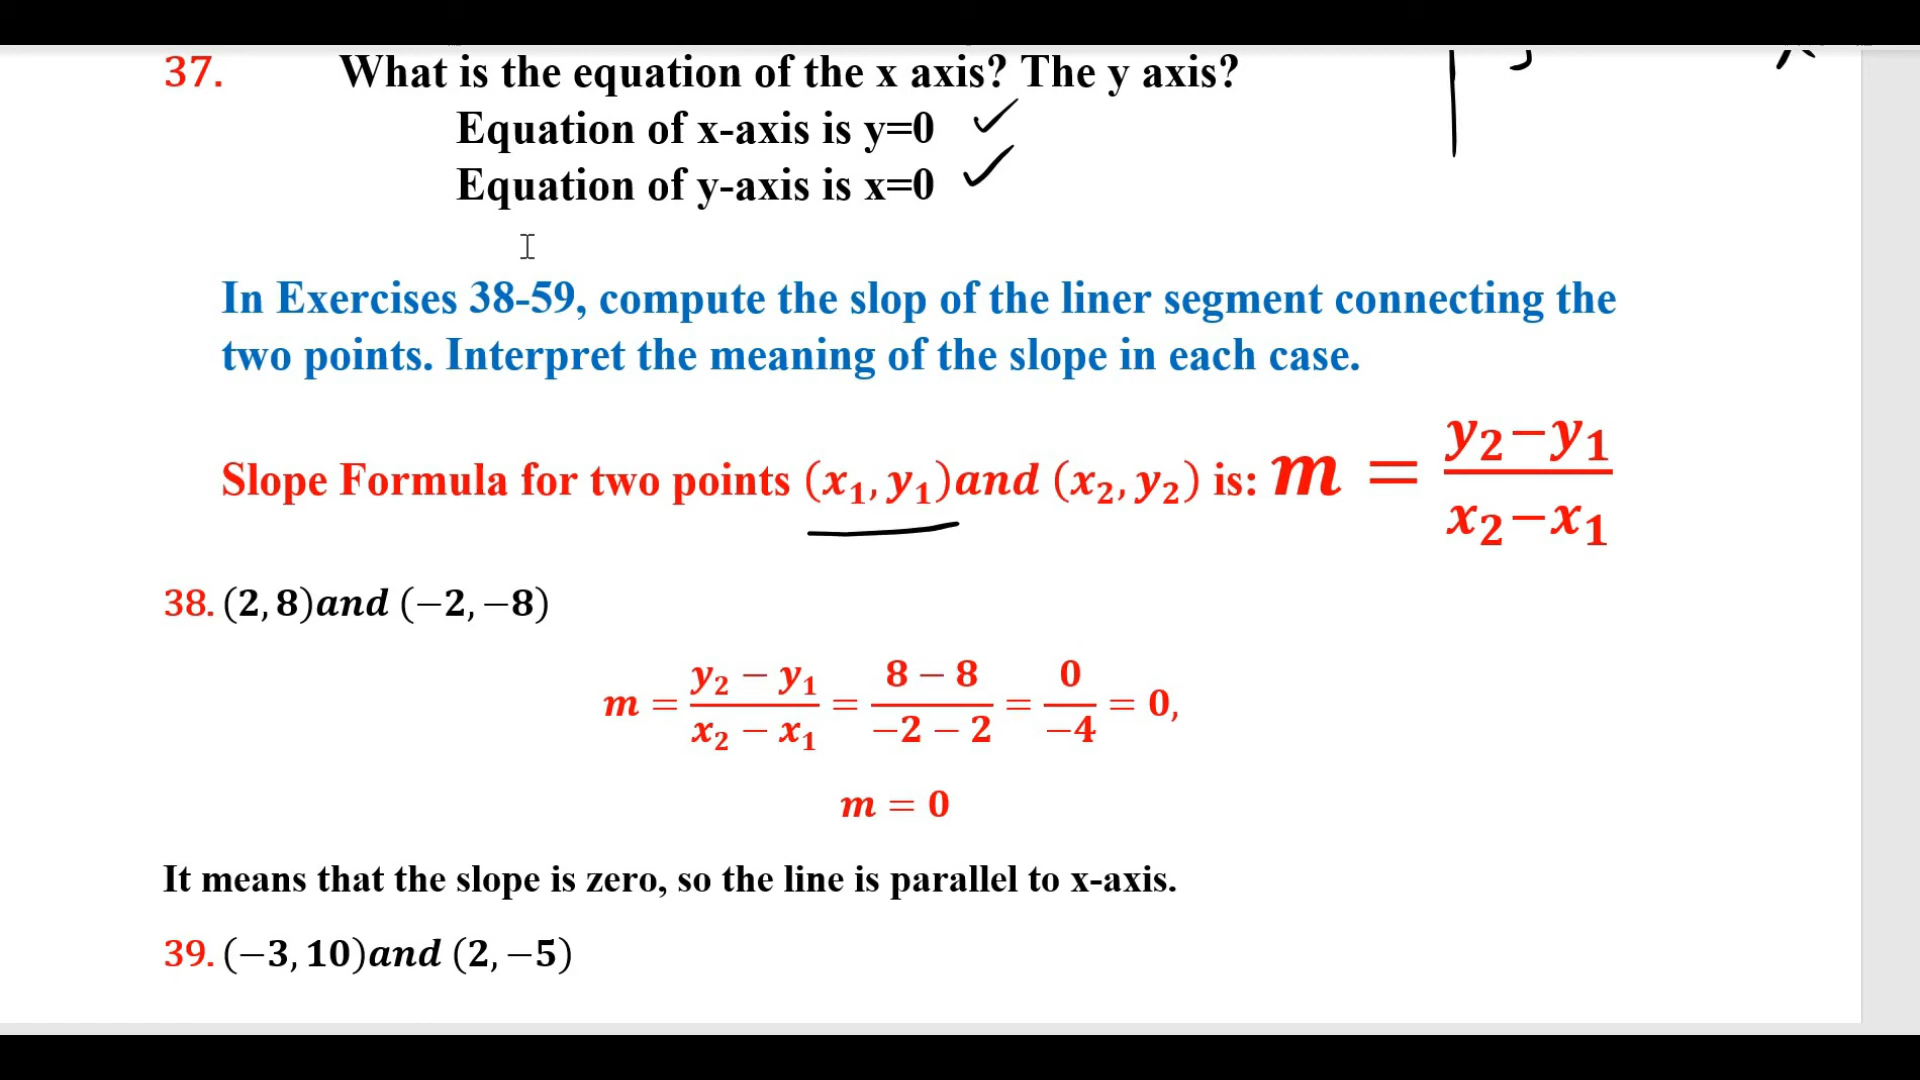 37. What is the equation of the x axis? The y axis?
Equation of x-axis is y=0
Equation of y-axis is x=0
In Exercises 38-59, compute the slop of the liner segment connecting the
two points. Interpret the meaning of the slope in each case.
Slope Formula for two points (x₁, y₁)and (x₂, y₂) is: m = (y₂−y₁)/(x₂−x₁)
38. (2, 8)and (−2, −8)
m = (y₂ − y₁)/(x₂ − x₁) = (8 − 8)/(−2 − 2) = 0/−4 = 0,
m = 0
It means that the slope is zero, so the line is parallel to x-axis.
39. (−3, 10)and (2, −5)